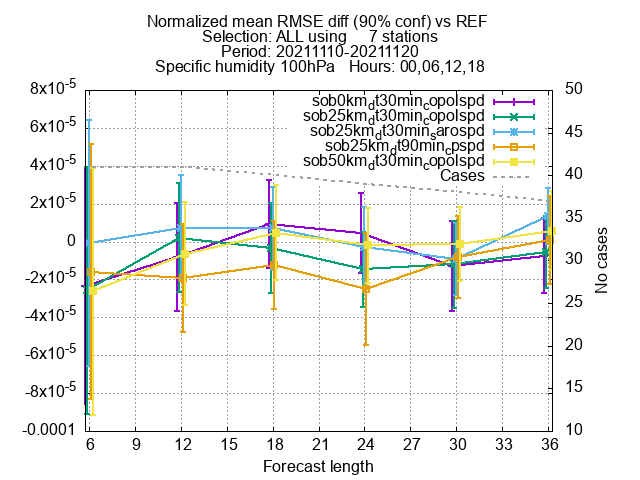 Normalized mean RMSE diff (90% conf) vs REF
Selection: ALL using 7 stations
Period: 20211110-20211120
Specific humidity 100hPa Hours: 00,06,12,18
sob0km_dt30min_copolspd
sob25km_dt30min_copolspd
sob25km_dt30min_sarospd
sob25km_dt90min_cpspd
sob50km_dt30min_copolspd
Cases
8x10^-5
6x10^-5
4x10^-5
2x10^-5
0
-2x10^-5
-4x10^-5
-6x10^-5
-8x10^-5
-0.0001
50
45
40
35
30
25
20
15
10
No cases
6 9 12 15 18 21 24 27 30 33 36
Forecast length